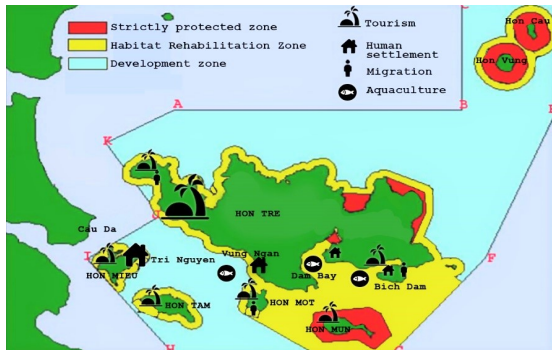 Strictly protected zone
Habitat Rehabilitation Zone
Development zone
Tourism
Human
settlement
Migration
Aquaculture
Hon Cau
Hon Vung
A
B
K
HON TRE
Cau Da
G
I
Tri Nguyen
Vung Ngan
F
HON MIEU
Dam Bay
Bich Dam
HON TAM
HON MOT
HON MUN
H